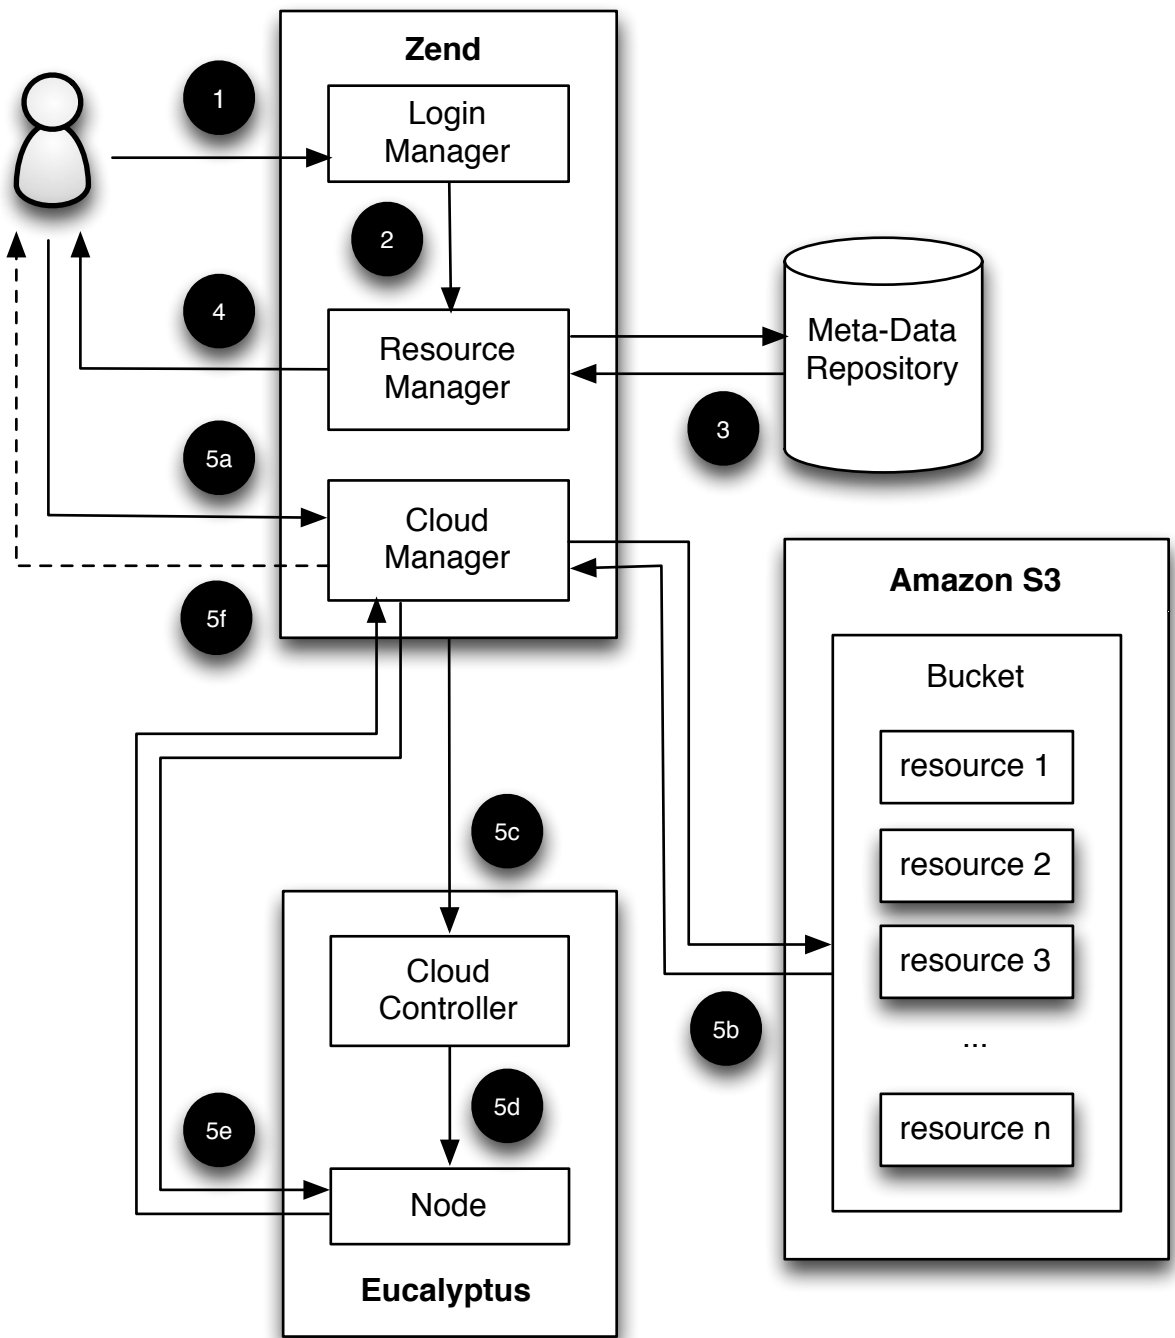 Zend
1
Login
Manager
2
4
Resource
Manager
Meta-Data
Repository
3
5a
Cloud
Manager
5f
Amazon S3
Bucket
resource 1
resource 2
resource 3
...
resource n
5b
5c
Cloud
Controller
5d
5e
Node
Eucalyptus